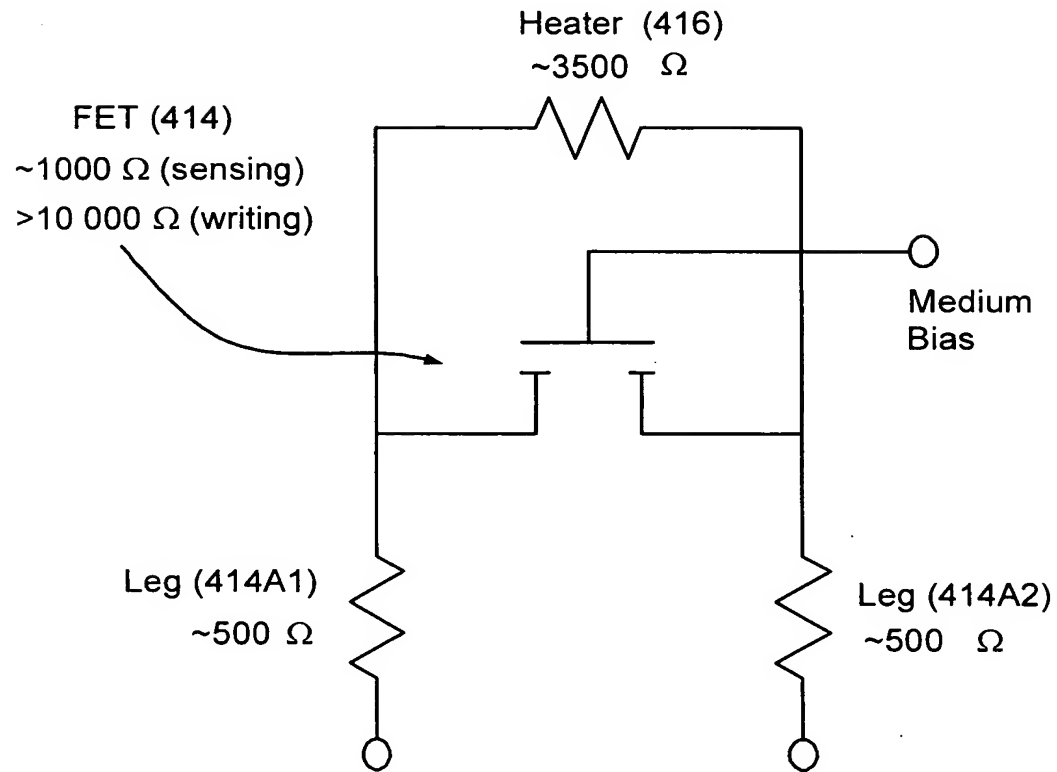 Heater (416)
~3500 Ω
FET (414)
~1000 Ω (sensing)
>10 000 Ω (writing)
Medium
Bias
Leg (414A1)
~500 Ω
Leg (414A2)
~500 Ω